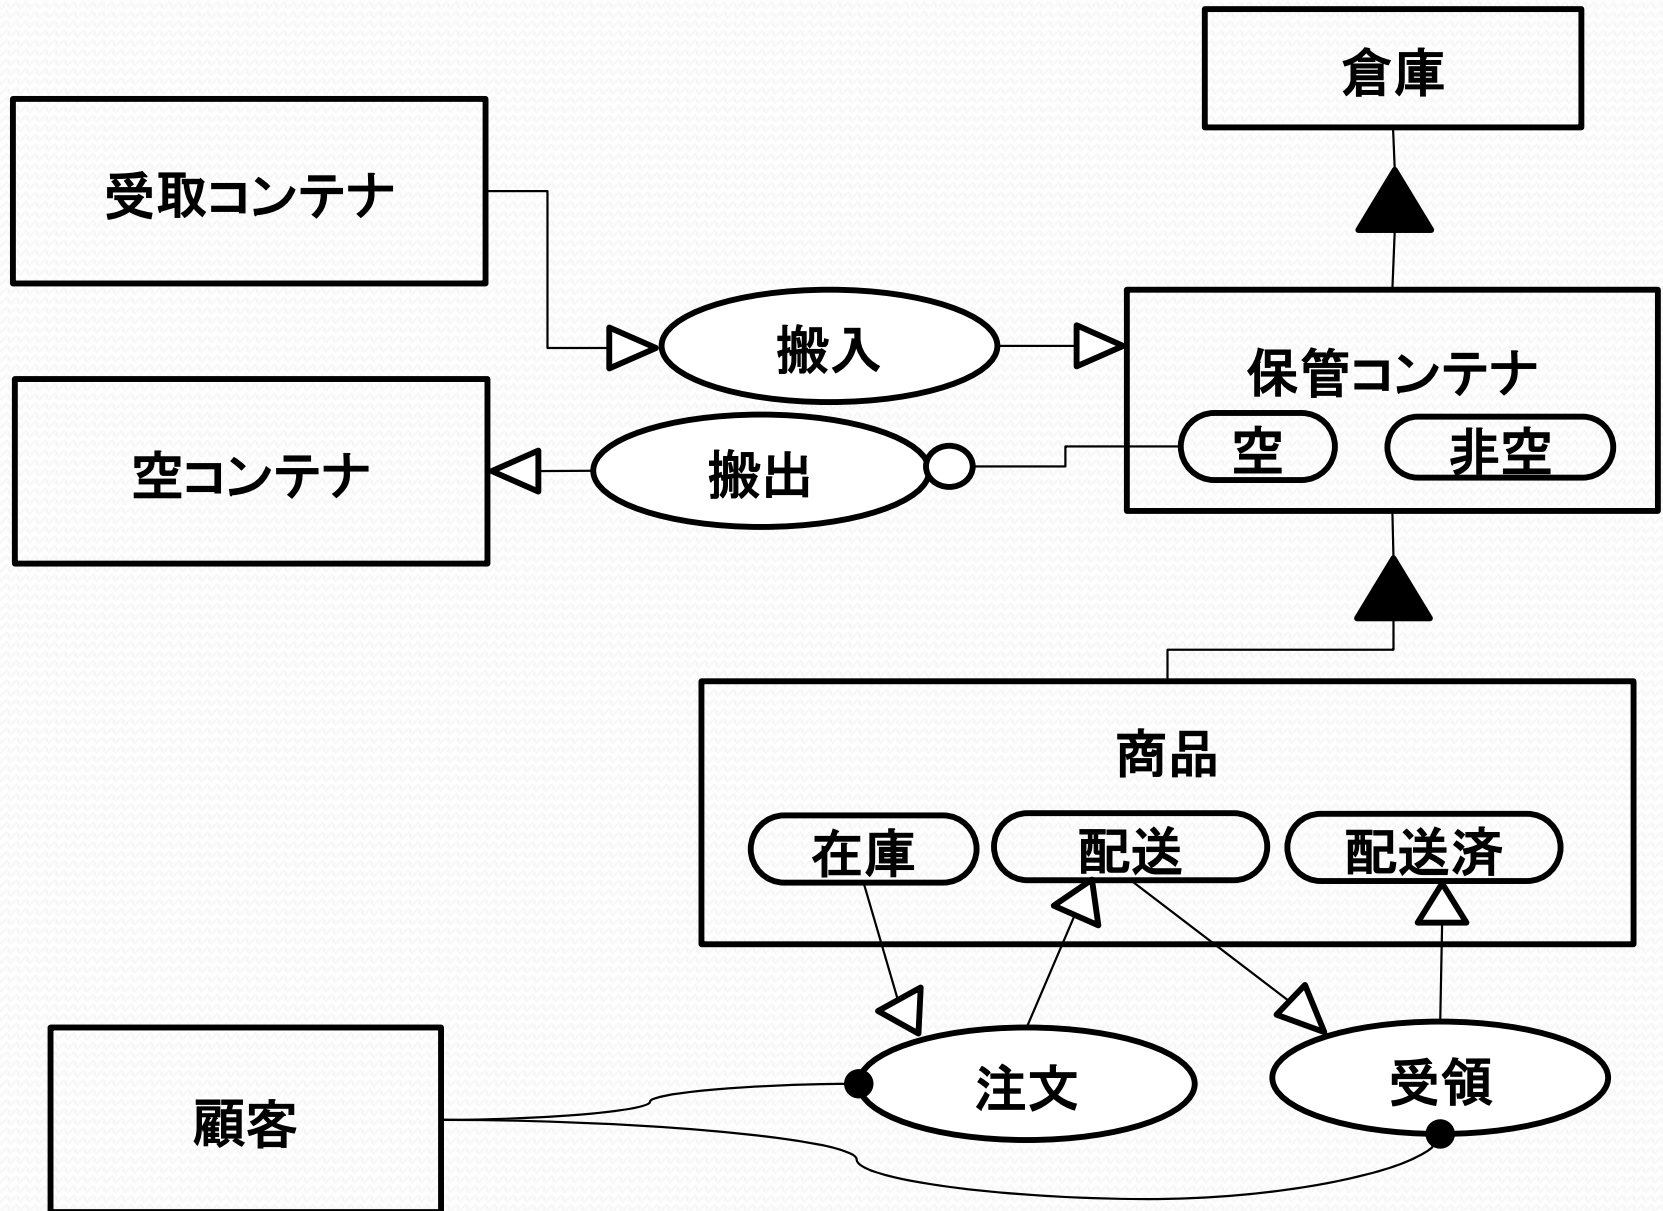 倉庫
受取コンテナ
搬入
保管コンテナ
空
非空
空コンテナ
搬出
商品
在庫
配送
配送済
顧客
注文
受領